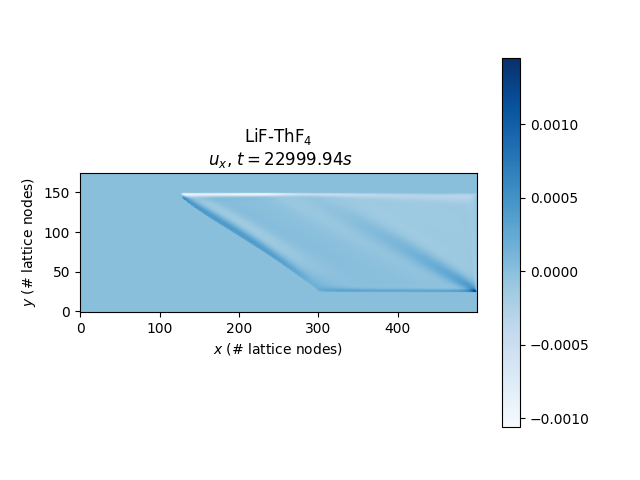 LiF-ThF₄
uₓ, t = 22999.94s
y (# lattice nodes)
150
100
50
0
0 100 200 300 400
x (# lattice nodes)
0.0010
0.0005
0.0000
−0.0005
−0.0010